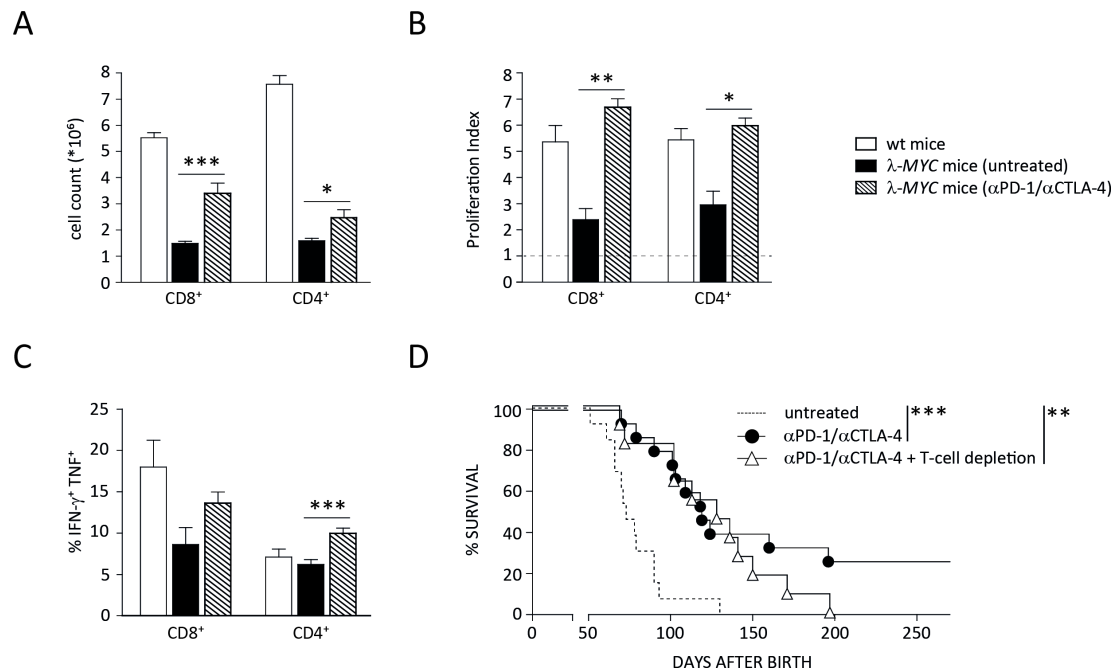 A
cell count (*10⁶)
8
7
6
5
4
3
2
1
0
***
*
CD8⁺
CD4⁺
B
Proliferation Index
8
7
6
5
4
3
2
1
0
**
*
CD8⁺
CD4⁺
wt mice
λ-MYC mice (untreated)
λ-MYC mice (αPD-1/αCTLA-4)
C
% IFN-γ⁺ TNF⁺
25
20
15
10
5
0
***
CD8⁺
CD4⁺
D
% SURVIVAL
100
80
60
40
20
0
untreated
αPD-1/αCTLA-4
αPD-1/αCTLA-4 + T-cell depletion
***
**
0 50 100 150 200 250
DAYS AFTER BIRTH